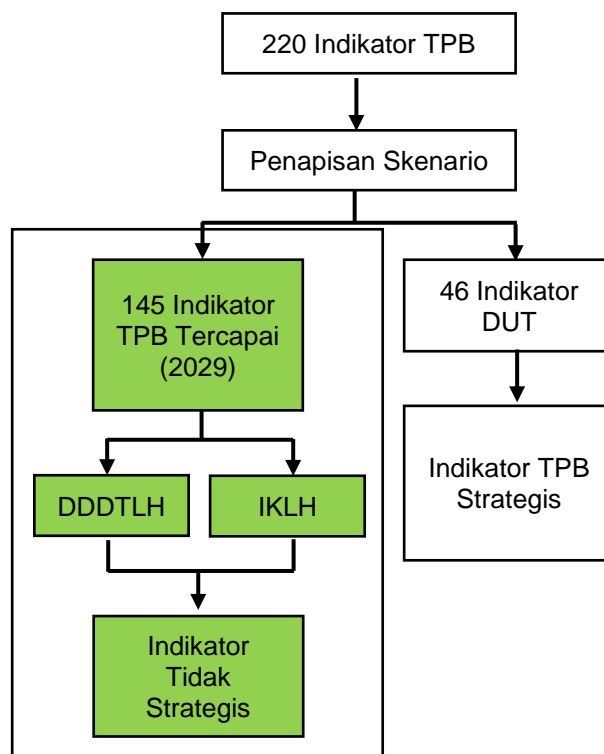 220 Indikator TPB
Penapisan Skenario
145 Indikator
TPB Tercapai
(2029)
46 Indikator
DUT
DDDTLH
IKLH
Indikator TPB
Strategis
Indikator
Tidak
Strategis